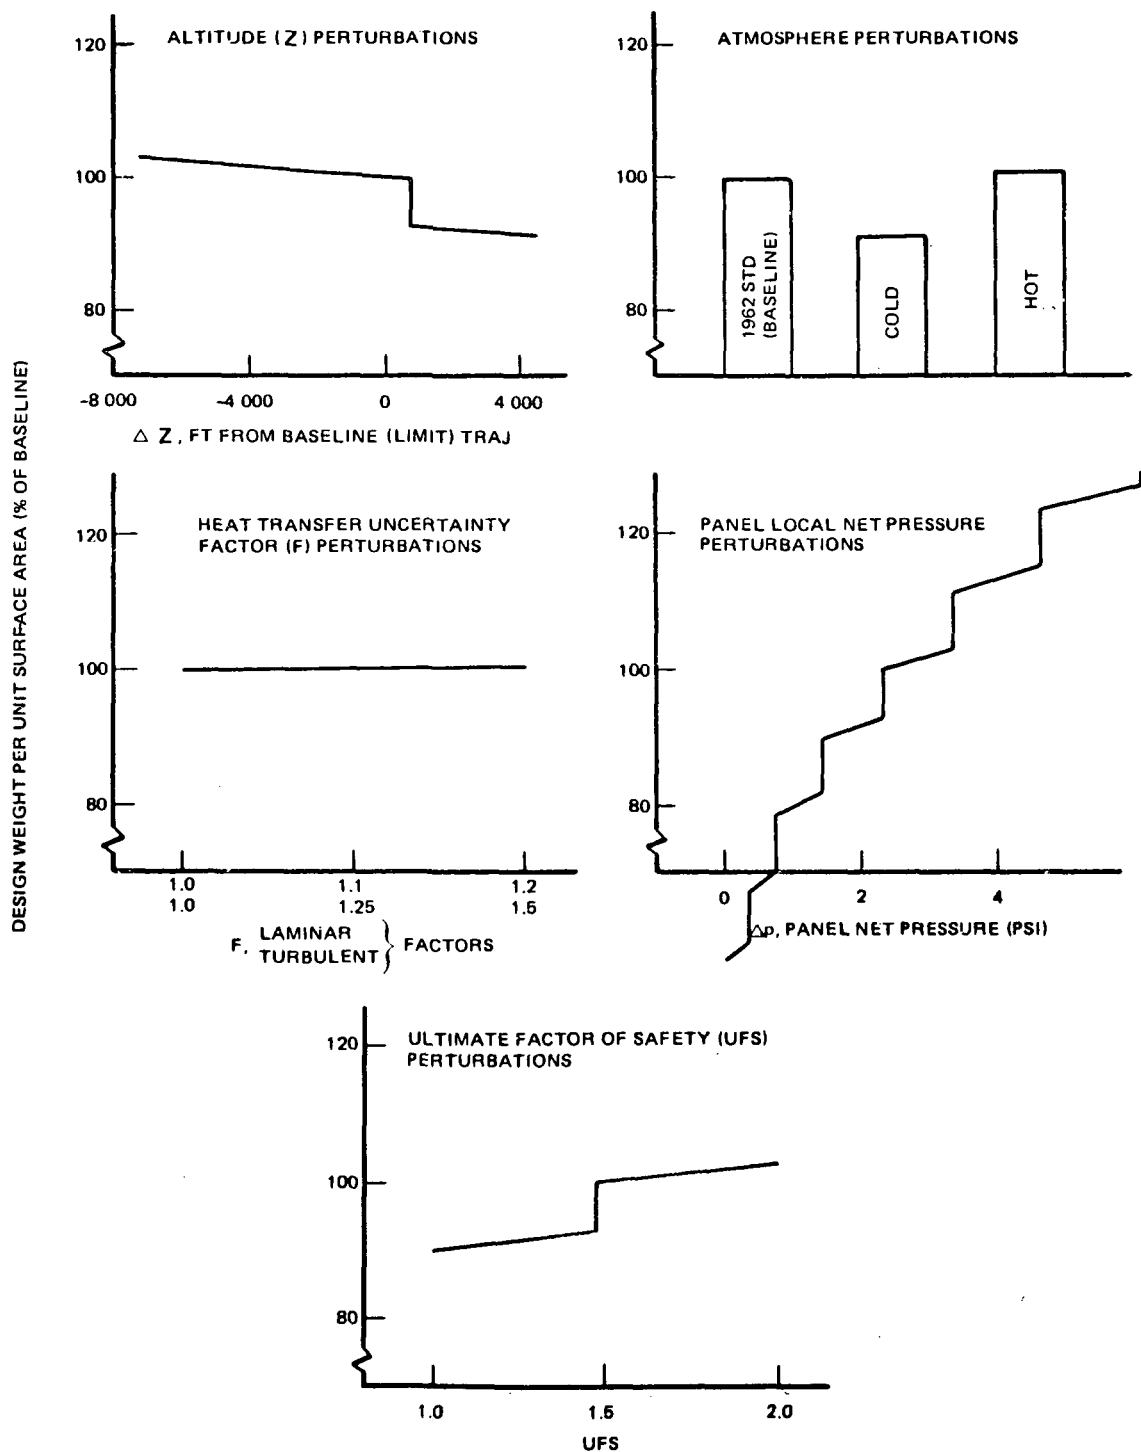 DESIGN WEIGHT PER UNIT SURFACE AREA (% OF BASELINE)
ALTITUDE (Z) PERTURBATIONS
120
100
80
-8 000 -4 000 0 4 000
△ Z, FT FROM BASELINE (LIMIT) TRAJ
ATMOSPHERE PERTURBATIONS
120
100
80
1962 STD
(BASELINE)
COLD
HOT
HEAT TRANSFER UNCERTAINTY
FACTOR (F) PERTURBATIONS
120
100
80
1.0 1.1 1.2
1.0 1.25 1.5
F, LAMINAR
TURBULENT } FACTORS
PANEL LOCAL NET PRESSURE
PERTURBATIONS
120
100
80
0 2 4
△p, PANEL NET PRESSURE (PSI)
ULTIMATE FACTOR OF SAFETY (UFS)
PERTURBATIONS
120
100
80
1.0 1.5 2.0
UFS